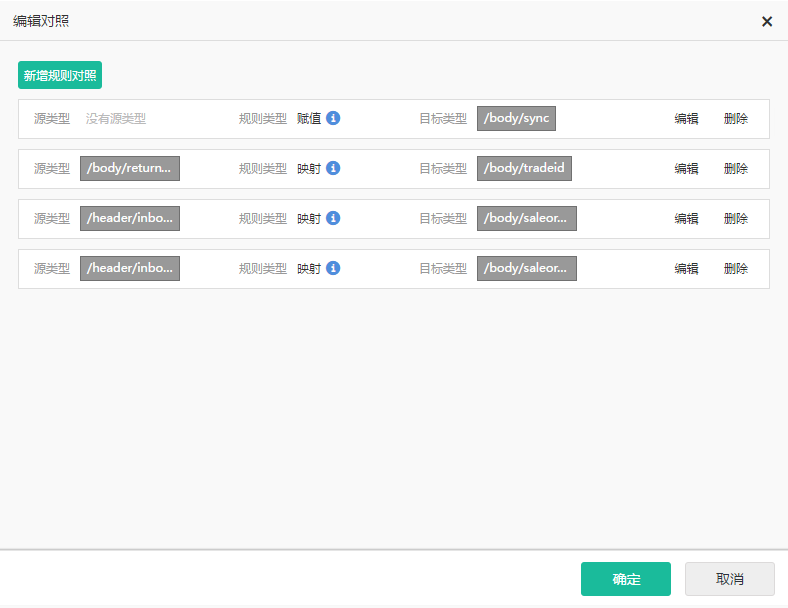 编辑对照
新增规则对照
源类型 没有源类型 规则类型 赋值 目标类型 /body/sync 编辑 删除
源类型 /body/return... 规则类型 映射 目标类型 /body/tradeid 编辑 删除
源类型 /header/inbo... 规则类型 映射 目标类型 /body/saleor... 编辑 删除
源类型 /header/inbo... 规则类型 映射 目标类型 /body/saleor... 编辑 删除
确定 取消